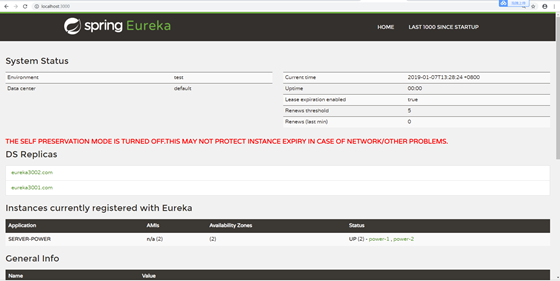 localhost:3000
spring Eureka
HOME LAST 1000 SINCE STARTUP
System Status
Environment test
Data center default
Current time 2019-01-07T13:28:24 +0800
Uptime 00:00
Lease expiration enabled true
Renews threshold 5
Renews (last min) 0
THE SELF PRESERVATION MODE IS TURNED OFF.THIS MAY NOT PROTECT INSTANCE EXPIRY IN CASE OF NETWORK/OTHER PROBLEMS.
DS Replicas
eureka3002.com
eureka3001.com
Instances currently registered with Eureka
Application AMIs Availability Zones Status
SERVER-POWER n/a (2) (2) UP (2) - power-1 , power-2
General Info
Name Value